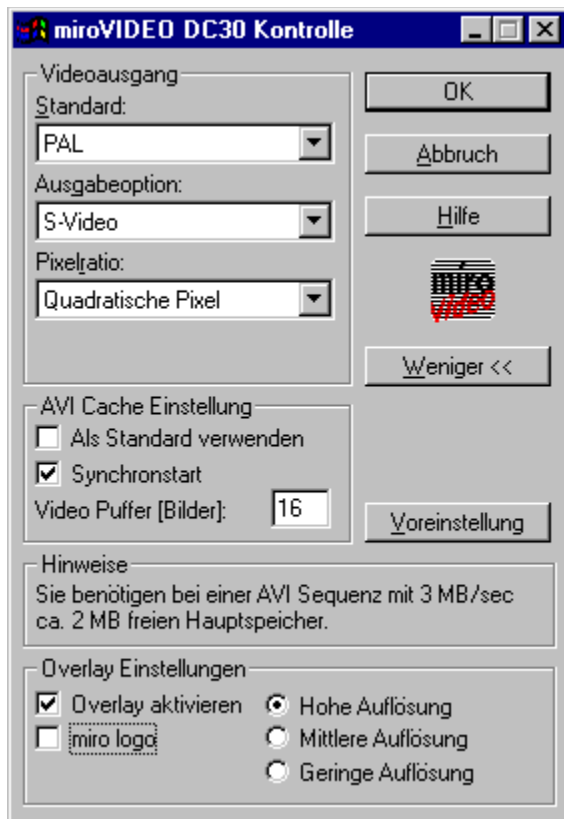 miroVIDEO DC30 Kontrolle
Videoausgang
Standard:
PAL
Ausgabeoption:
S-Video
Pixelratio:
Quadratische Pixel
OK
Abbruch
Hilfe
miro
video
Weniger <<
AVI Cache Einstellung
Als Standard verwenden
Synchronstart
Video Puffer [Bilder]: 16
Voreinstellung
Hinweise
Sie benötigen bei einer AVI Sequenz mit 3 MB/sec
ca. 2 MB freien Hauptspeicher.
Overlay Einstellungen
Overlay aktivieren
miro logo
Hohe Auflösung
Mittlere Auflösung
Geringe Auflösung